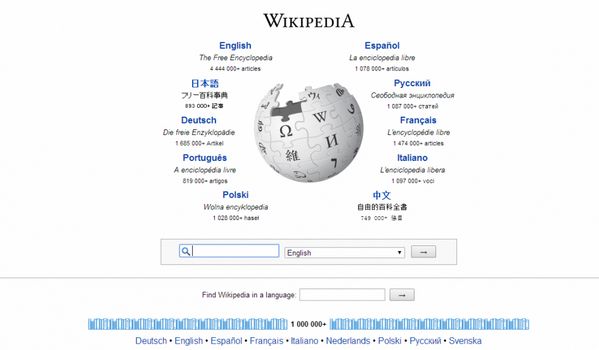 WIKIPEDIA
English
The Free Encyclopedia
4 444 000+ articles
Español
La enciclopedia libre
1 078 000+ artículos
日本語
フリー百科事典
893 000+ 記事
Русский
Свободная энциклопедия
1 087 000+ статей
Deutsch
Die freie Enzyklopädie
1 685 000+ Artikel
Français
L'encyclopédie libre
1 474 000+ articles
Português
A enciclopédia livre
819 000+ artigos
Italiano
L'enciclopedia libera
1 097 000+ voci
Polski
Wolna encyklopedia
1 028 000+ haseł
中文
自由的百科全書
749 000+ 條目
Ω W И 維
English
→
Find Wikipedia in a language:
→
1 000 000+
Deutsch • English • Español • Français • Italiano • Nederlands • Polski • Русский • Svenska